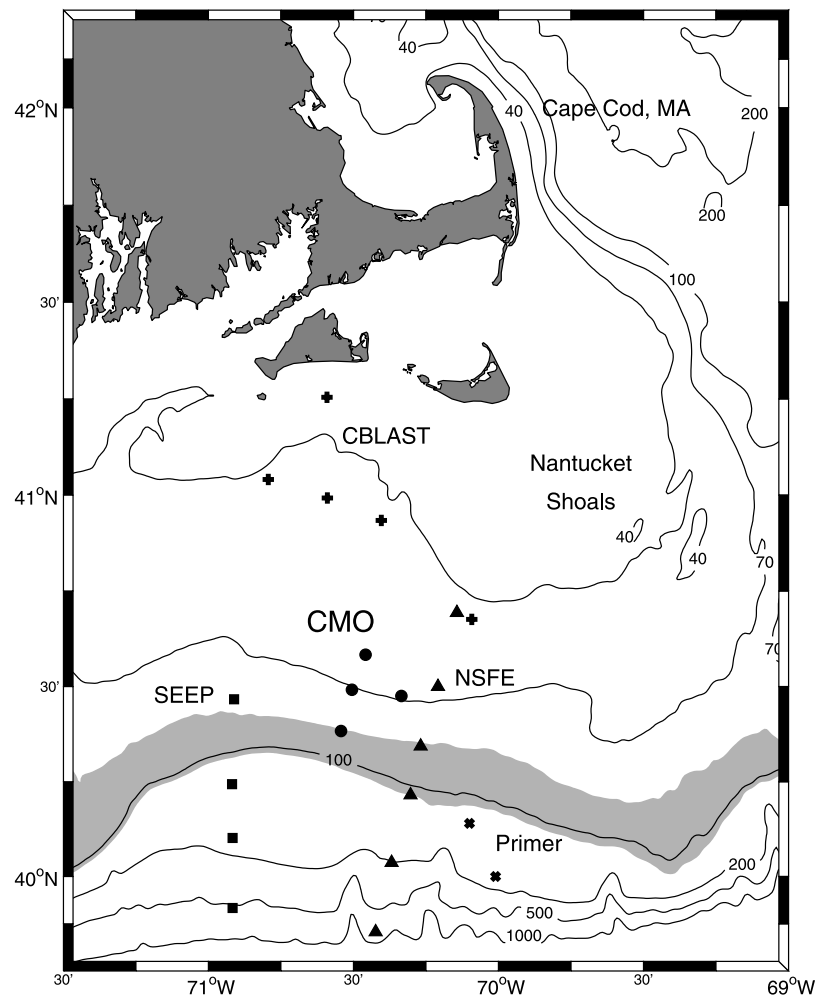 40
42°N
40
Cape Cod, MA
200
200
100
30'
CBLAST
Nantucket
Shoals
41°N
40
40
70
CMO
70
30'
SEEP
NSFE
100
Primer
200
40°N
500
1000
30'
71°W
30'
70°W
30'
69°W